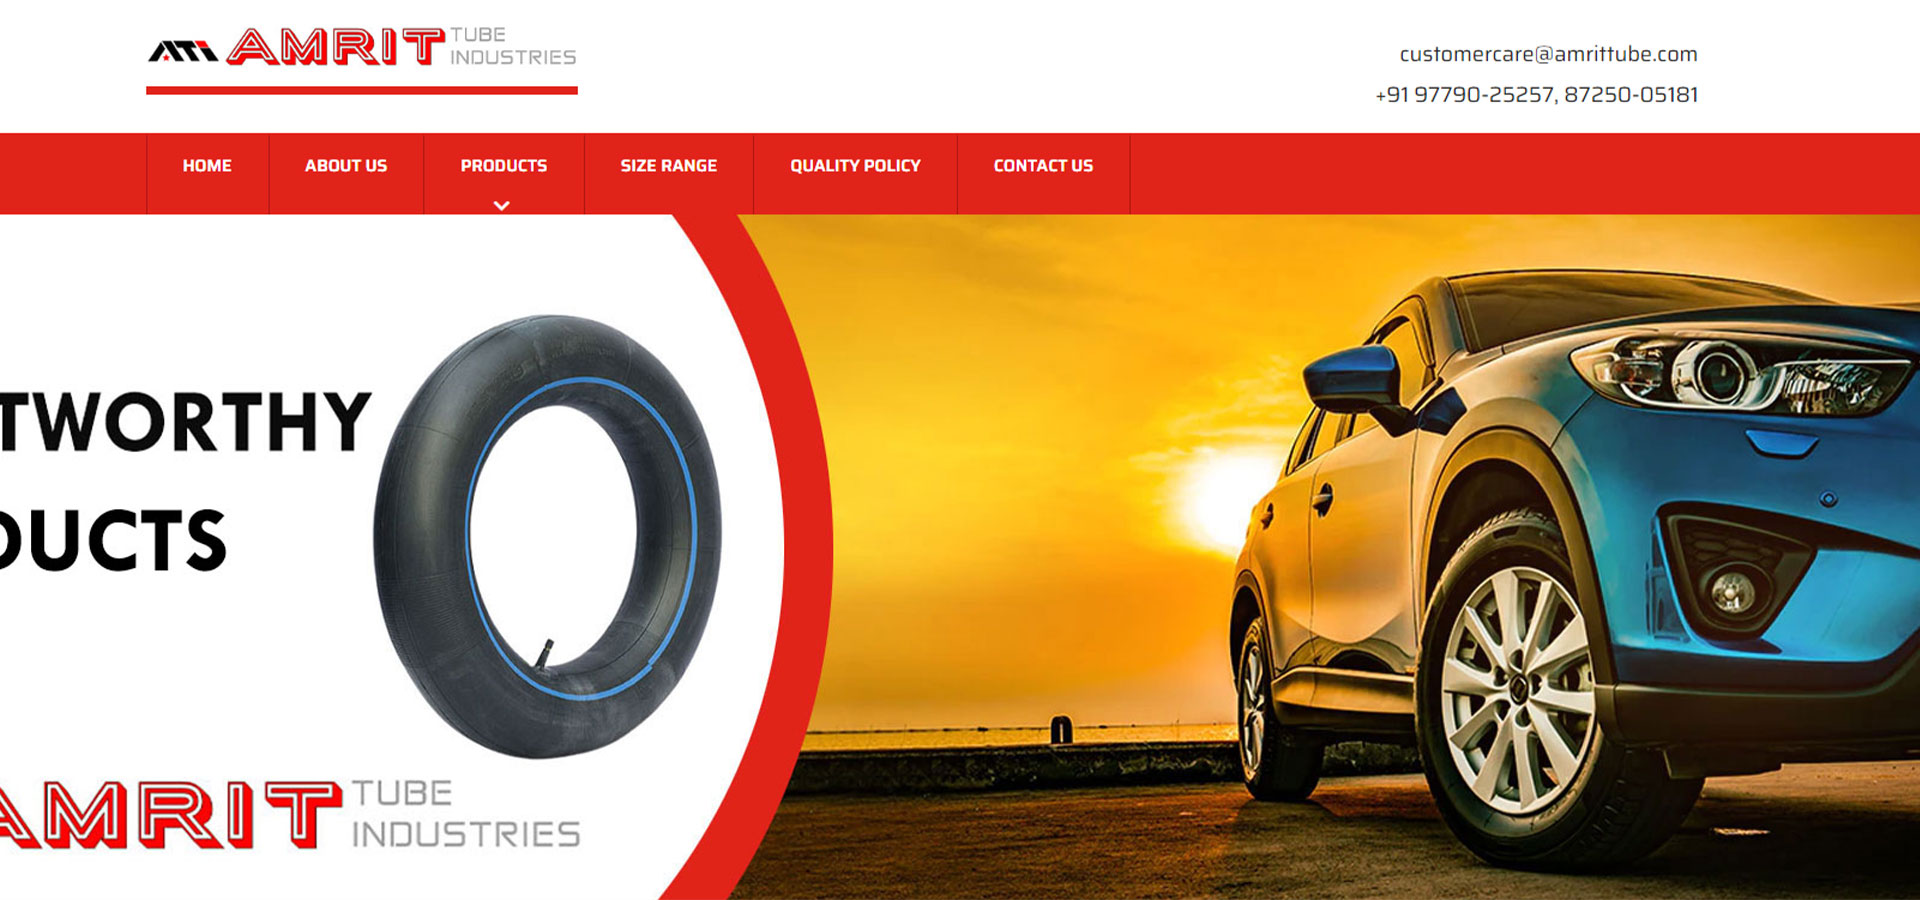 ATI AMRIT TUBE
INDUSTRIES
customercare@amrittube.com
+91 97790-25257, 87250-05181
HOME ABOUT US PRODUCTS SIZE RANGE QUALITY POLICY CONTACT US
TWORTHY
DUCTS
AMRIT TUBE
INDUSTRIES